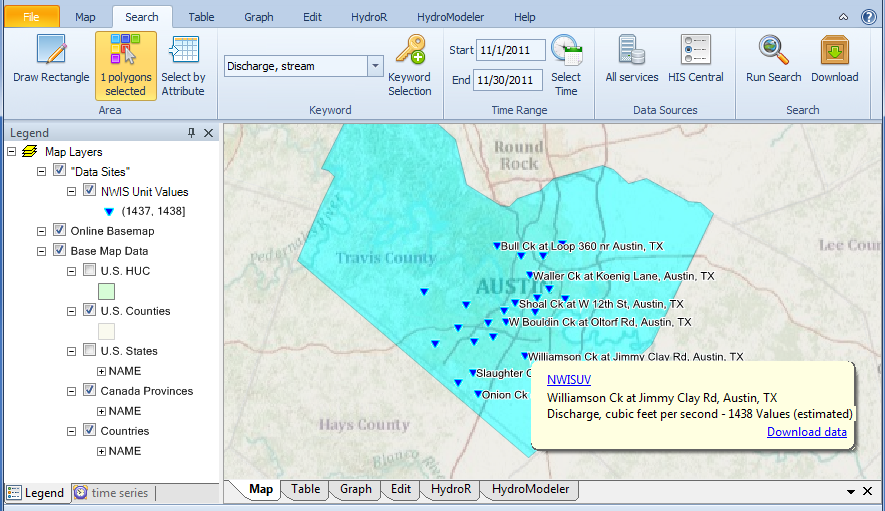 File Map Search Table Graph Edit HydroR HydroModeler Help
Draw Rectangle
1 polygons selected
Select by Attribute
Area
Discharge, stream
Keyword Selection
Keyword
Start 11/1/2011
End 11/30/2011
Select Time
Time Range
All services
HIS Central
Data Sources
Run Search
Download
Search
Legend
Map Layers
"Data Sites"
NWIS Unit Values
(1437, 1438]
Online Basemap
Base Map Data
U.S. HUC
U.S. Counties
U.S. States
NAME
Canada Provinces
NAME
Countries
NAME
Legend
time series
Round Rock
Pedernales River
Travis County
Lee
AUSTIN
Bull Ck at Loop 360 nr Austin, TX
Waller Ck at Koenig Lane, Austin, TX
Shoal Ck at W 12th St, Austin, TX
W Bouldin Ck at Oltorf Rd, Austin, TX
Williamson Ck at Jimmy Clay Rd, Austin, TX
Slaughter
Onion Ck
Hays County
Blanco River
NWISUV
Williamson Ck at Jimmy Clay Rd, Austin, TX
Discharge, cubic feet per second - 1438 Values (estimated)
Download data
Map Table Graph Edit HydroR HydroModeler